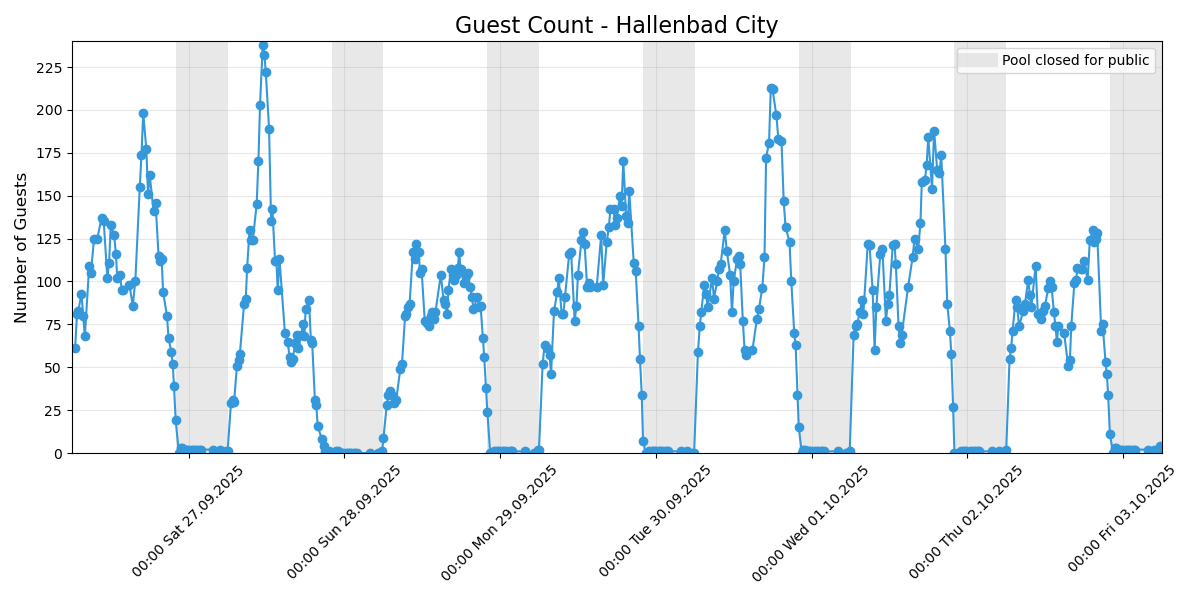 Guest Count - Hallenbad City
Pool closed for public
Number of Guests
225
200
175
150
125
100
75
50
25
0
00:00 Sat 27.09.2025
00:00 Sun 28.09.2025
00:00 Mon 29.09.2025
00:00 Tue 30.09.2025
00:00 Wed 01.10.2025
00:00 Thu 02.10.2025
00:00 Fri 03.10.2025